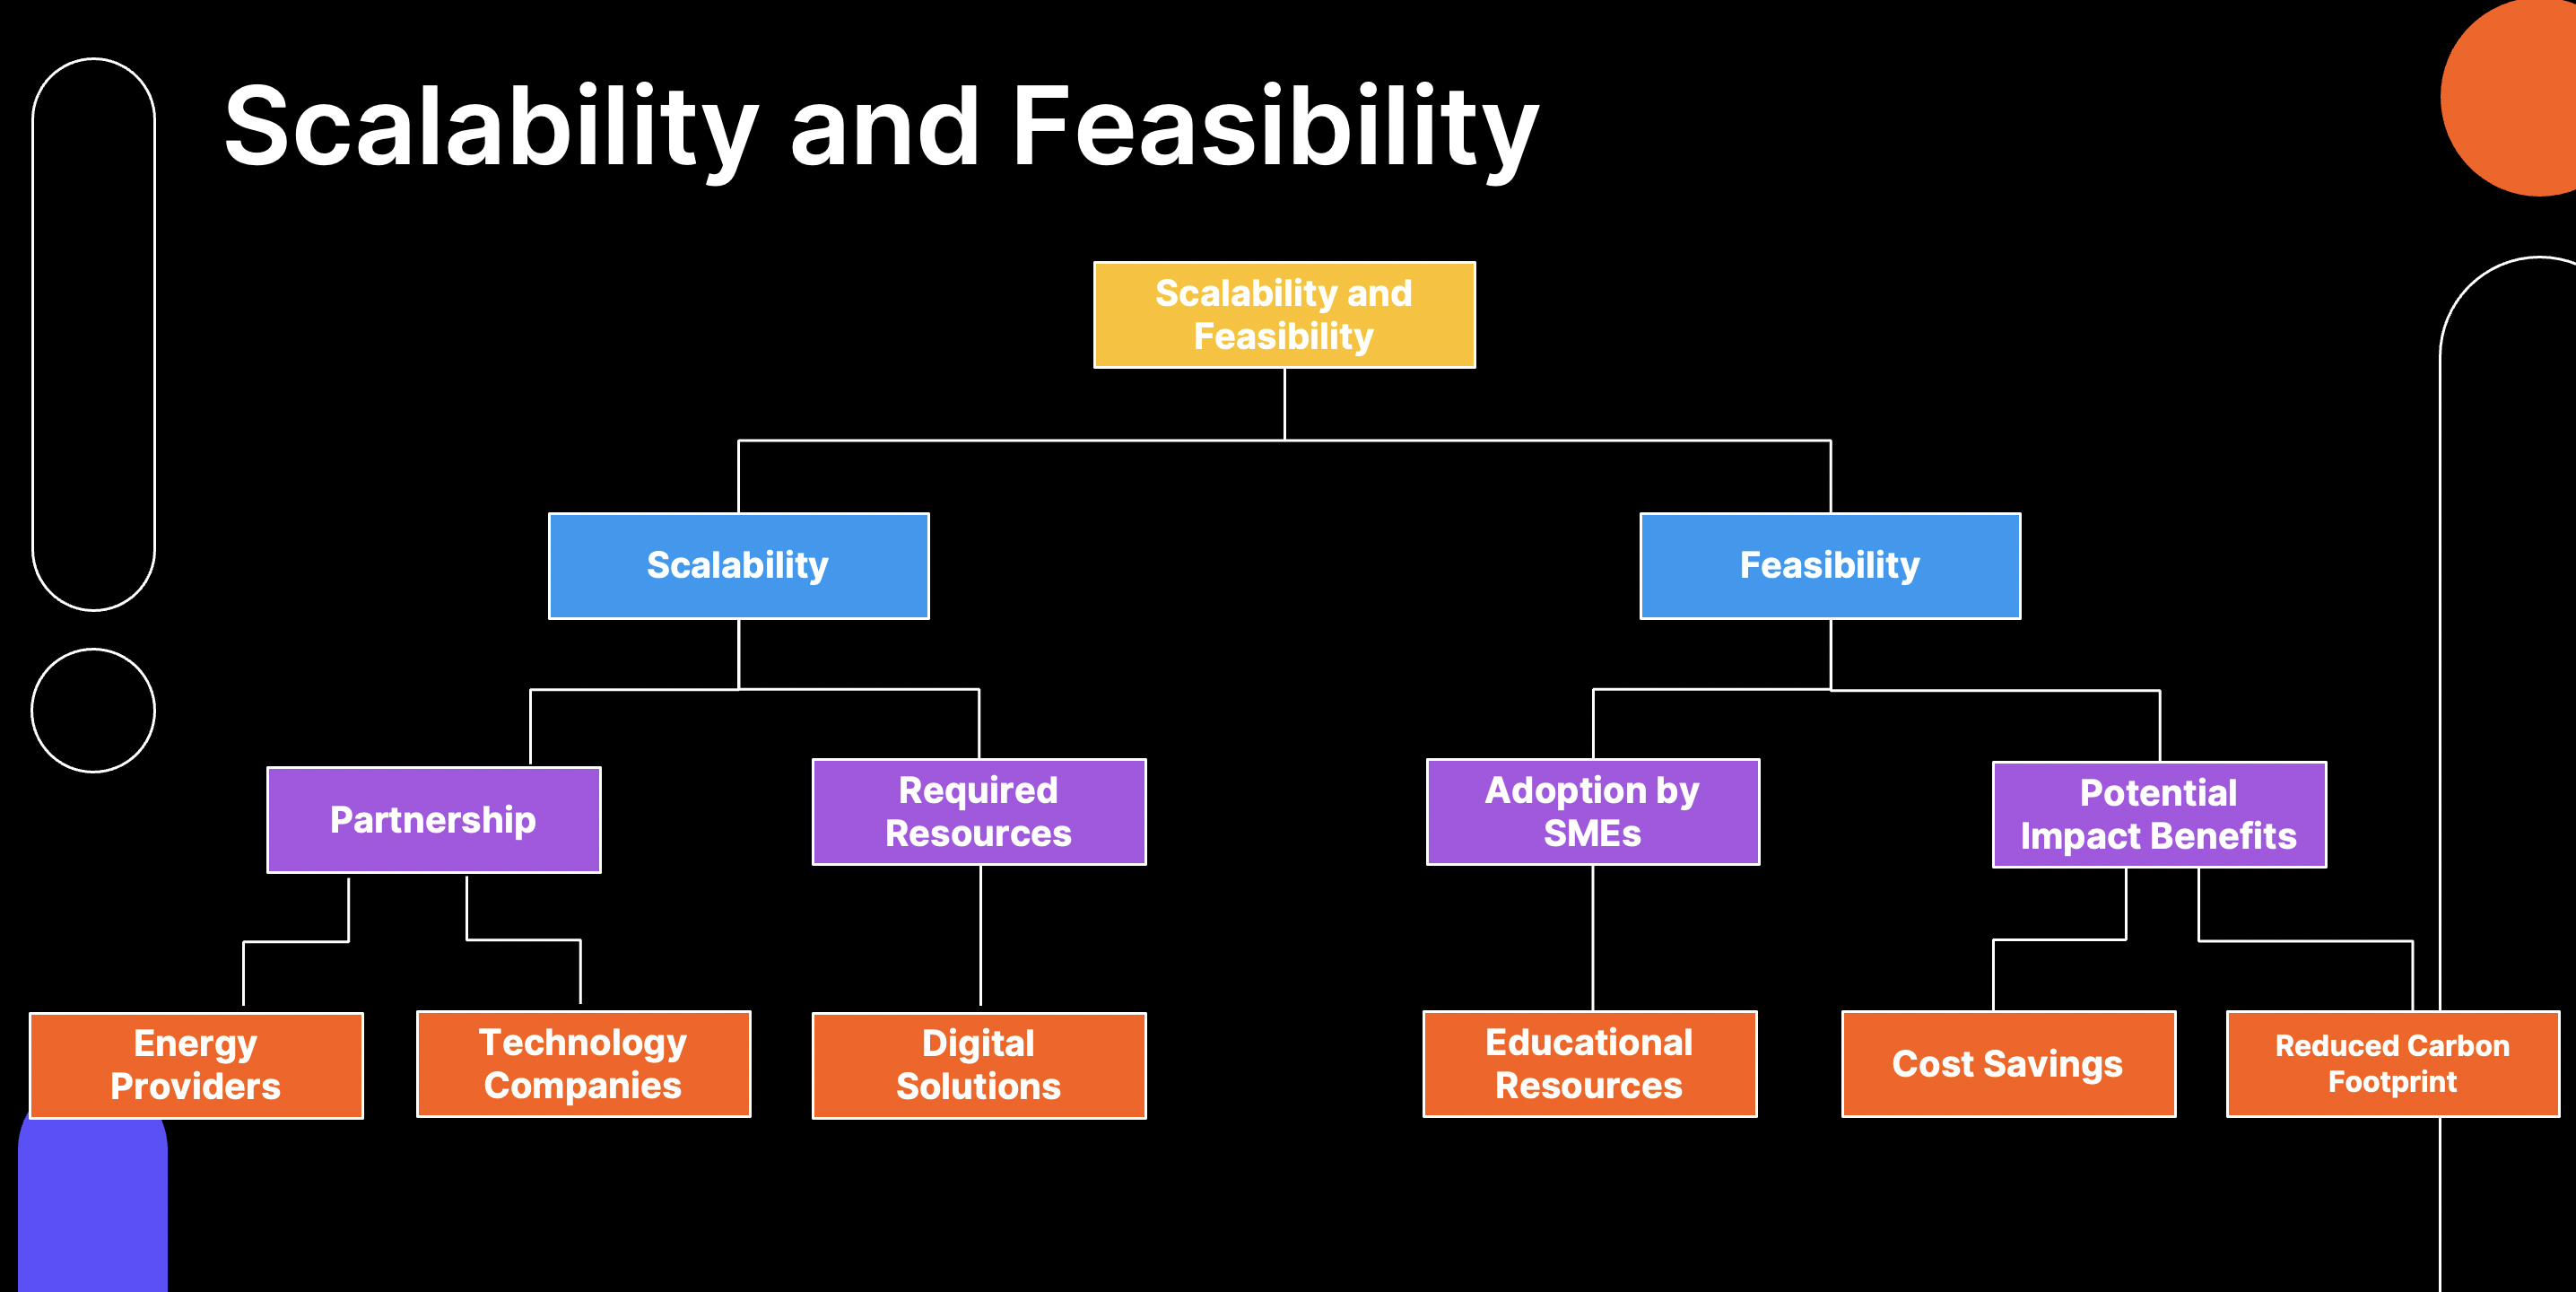 Scalability and Feasibility
Scalability and
Feasibility
Scalability
Feasibility
Partnership
Required
Resources
Adoption by
SMEs
Potential
Impact Benefits
Energy
Providers
Technology
Companies
Digital
Solutions
Educational
Resources
Cost Savings
Reduced Carbon
Footprint